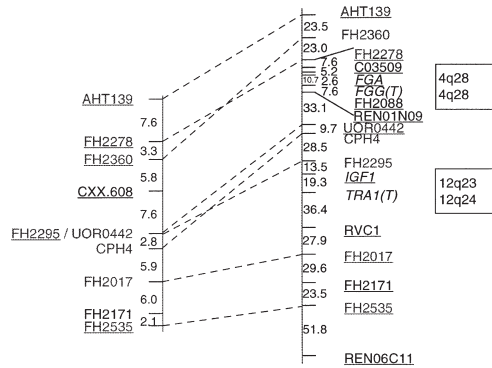 AHT139
23.5
FH2360
23.0
FH2278
7.6
C03509
5.2
FGA
10.7 2.6
FGG(T)
7.6
FH2088
33.1
REN01N09
9.7 UOR0442
CPH4
28.5
FH2295
13.5
IGF1
19.3
TRA1(T)
36.4
RVC1
27.9
FH2017
29.6
FH2171
23.5
FH2535
51.8
REN06C11
4q28
4q28
12q23
12q24
AHT139
7.6
FH2278
3.3
FH2360
5.8
CXX.608
7.6
FH2295 / UOR0442
2.8
CPH4
5.9
FH2017
6.0
FH2171
2.1
FH2535